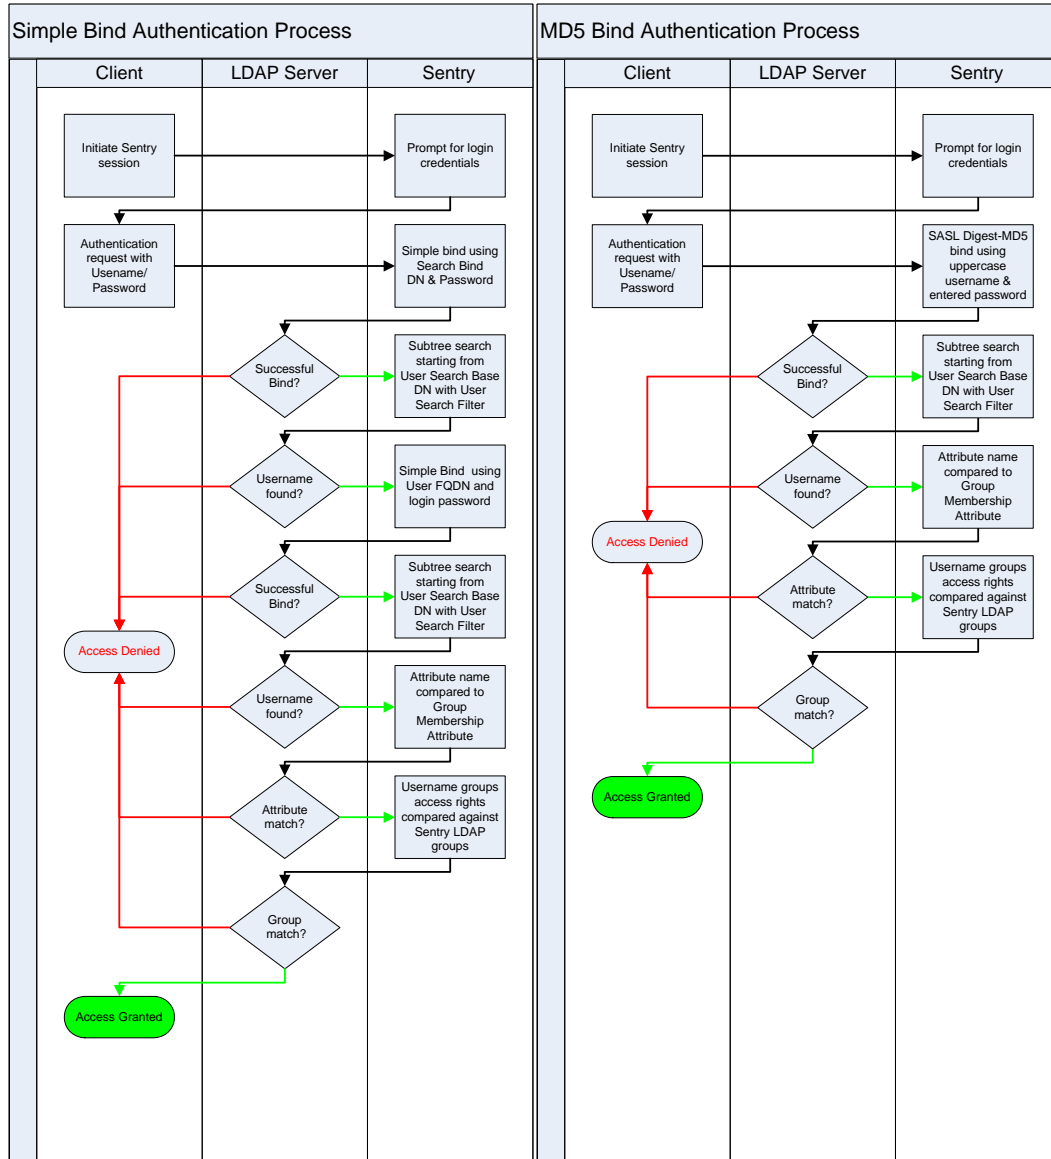 Simple Bind Authentication Process
Client
LDAP Server
Sentry
Initiate Sentry
session
Prompt for login
credentials
Authentication
request with
Usename/
Password
Simple bind using
Search Bind
DN & Password
Successful
Bind?
Subtree search
starting from
User Search Base
DN with User
Search Filter
Username
found?
Simple Bind  using
User FQDN and
login password
Successful
Bind?
Subtree search
starting from
User Search Base
DN with User
Search Filter
Access Denied
Username
found?
Attribute name
compared to
Group
Membership
Attribute
Attribute
match?
Username groups
access rights
compared against
Sentry LDAP
groups
Group
match?
Access Granted
MD5 Bind Authentication Process
Client
LDAP Server
Sentry
Initiate Sentry
session
Prompt for login
credentials
Authentication
request with
Usename/
Password
SASL Digest-MD5
bind using
uppercase
username &
entered password
Successful
Bind?
Subtree search
starting from
User Search Base
DN with User
Search Filter
Username
found?
Attribute name
compared to
Group
Membership
Attribute
Access Denied
Attribute
match?
Username groups
access rights
compared against
Sentry LDAP
groups
Group
match?
Access Granted